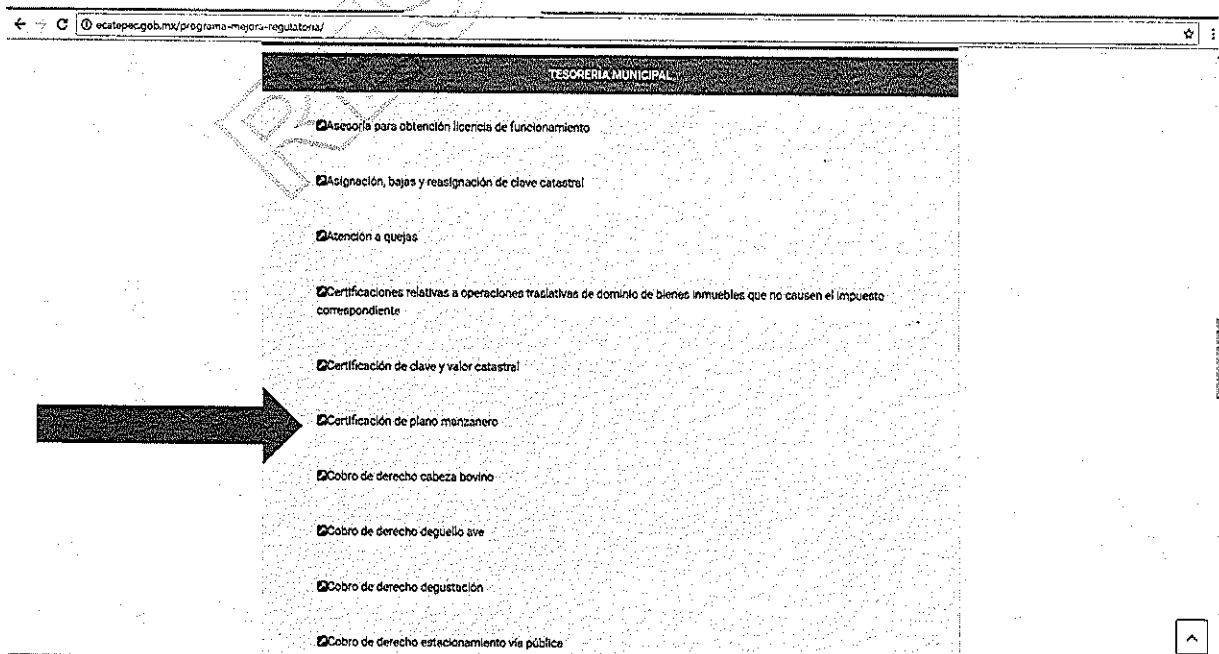 ecatepec.gob.mx/programa-mejora-regulatoria/
TESORERIA MUNICIPAL
Asesoría para obtención licencia de funcionamiento
Asignación, bajas y reasignación de clave catastral
Atención a quejas
Certificaciones relativas a operaciones traslativas de dominio de bienes inmuebles que no causen el impuesto
correspondiente
Certificación de clave y valor catastral
Certificación de plano manzanero
Cobro de derecho cabeza bovino
Cobro de derecho deguello ave
Cobro de derecho degustación
Cobro de derecho estacionamiento vía pública